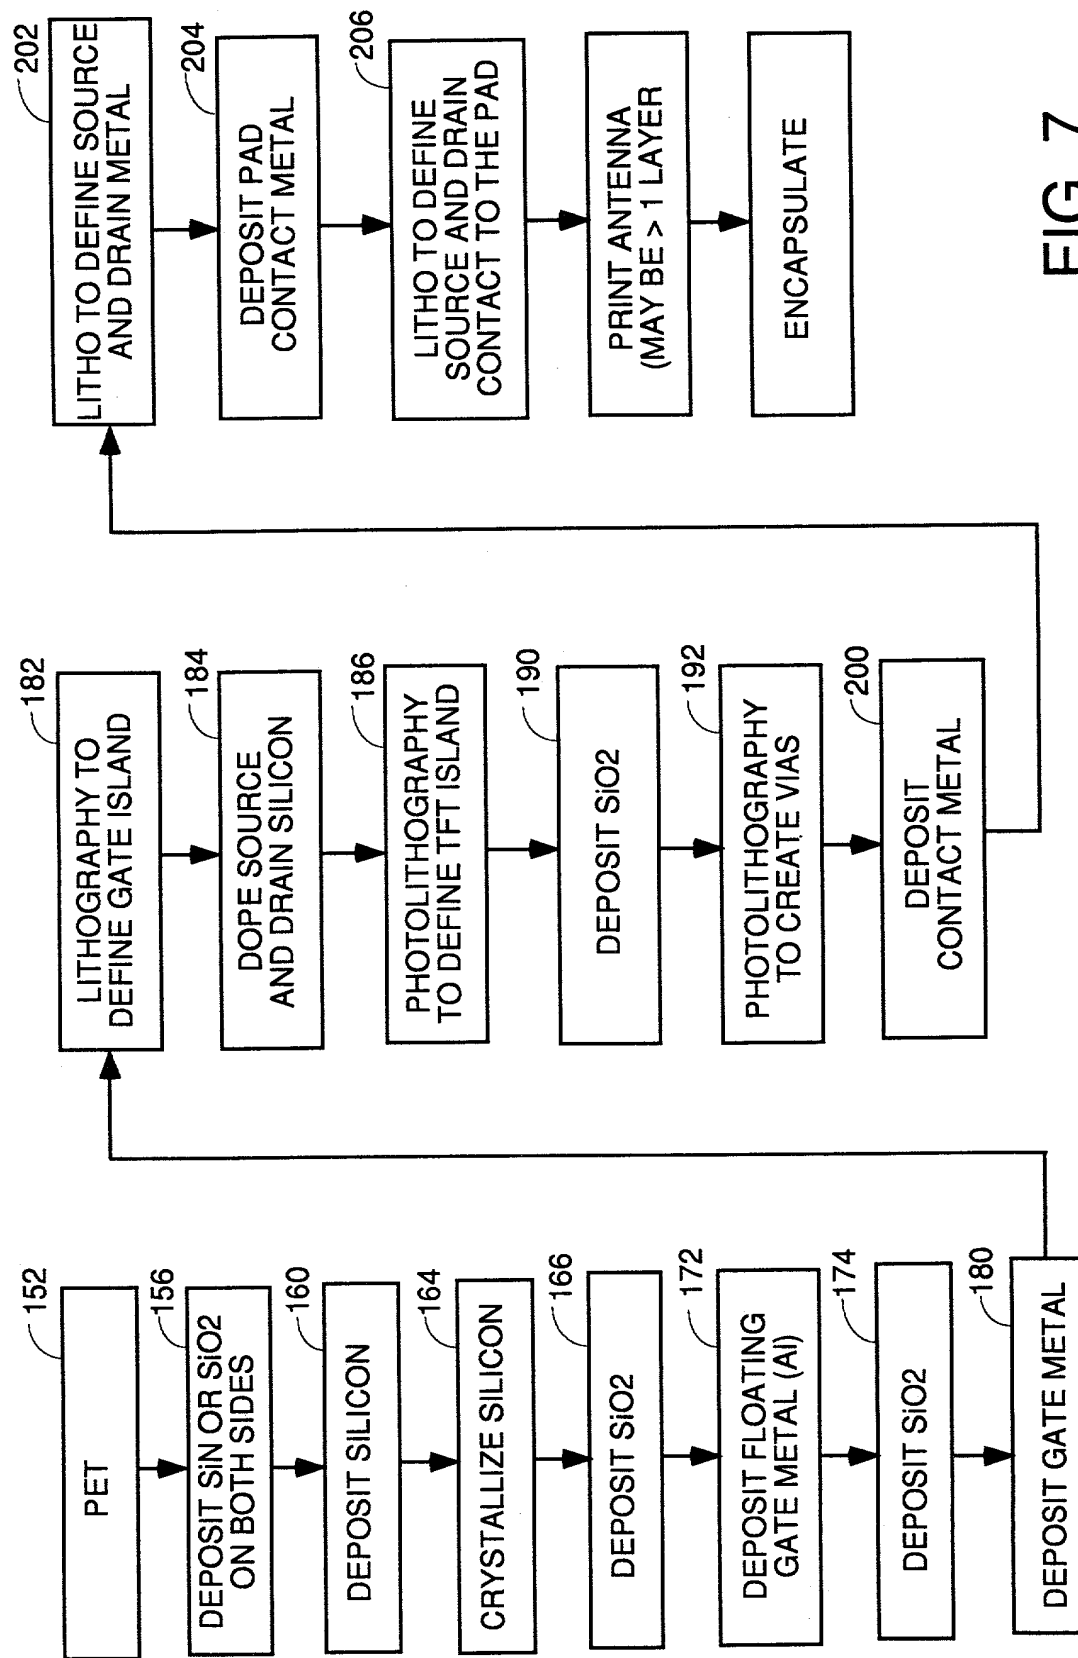 152
PET
156
DEPOSIT SIN OR SiO2
ON BOTH SIDES
160
DEPOSIT SILICON
164
CRYSTALLIZE SILICON
166
DEPOSIT SiO2
172
DEPOSIT FLOATING
GATE METAL (Al)
174
DEPOSIT SiO2
180
DEPOSIT GATE METAL
182
LITHOGRAPHY TO
DEFINE GATE ISLAND
184
DOPE SOURCE
AND DRAIN SILICON
186
PHOTOLITHOGRAPHY
TO DEFINE TFT ISLAND
190
DEPOSIT SiO2
192
PHOTOLITHOGRAPHY
TO CREATE VIAS
200
DEPOSIT
CONTACT METAL
202
LITHO TO DEFINE SOURCE
AND DRAIN METAL
204
DEPOSIT PAD
CONTACT METAL
206
LITHO TO DEFINE
SOURCE AND DRAIN
CONTACT TO THE PAD
PRINT ANTENNA
(MAY BE > 1 LAYER
ENCAPSULATE
FIG. 7